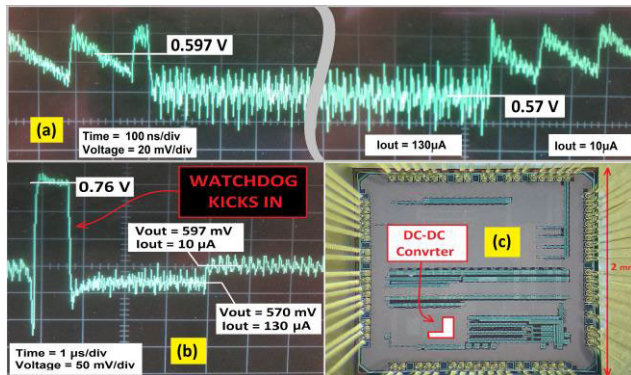 0.597 V
0.57 V
(a)
Time = 100 ns/div
Voltage = 20 mV/div
Iout = 130µA
Iout = 10µA
0.76 V
WATCHDOG
KICKS IN
Vout = 597 mV
Iout = 10 µA
Vout = 570 mV
Iout = 130 µA
(b)
Time = 1 µs/div
Voltage = 50 mV/div
DC-DC
Convrter
(c)
2 mm